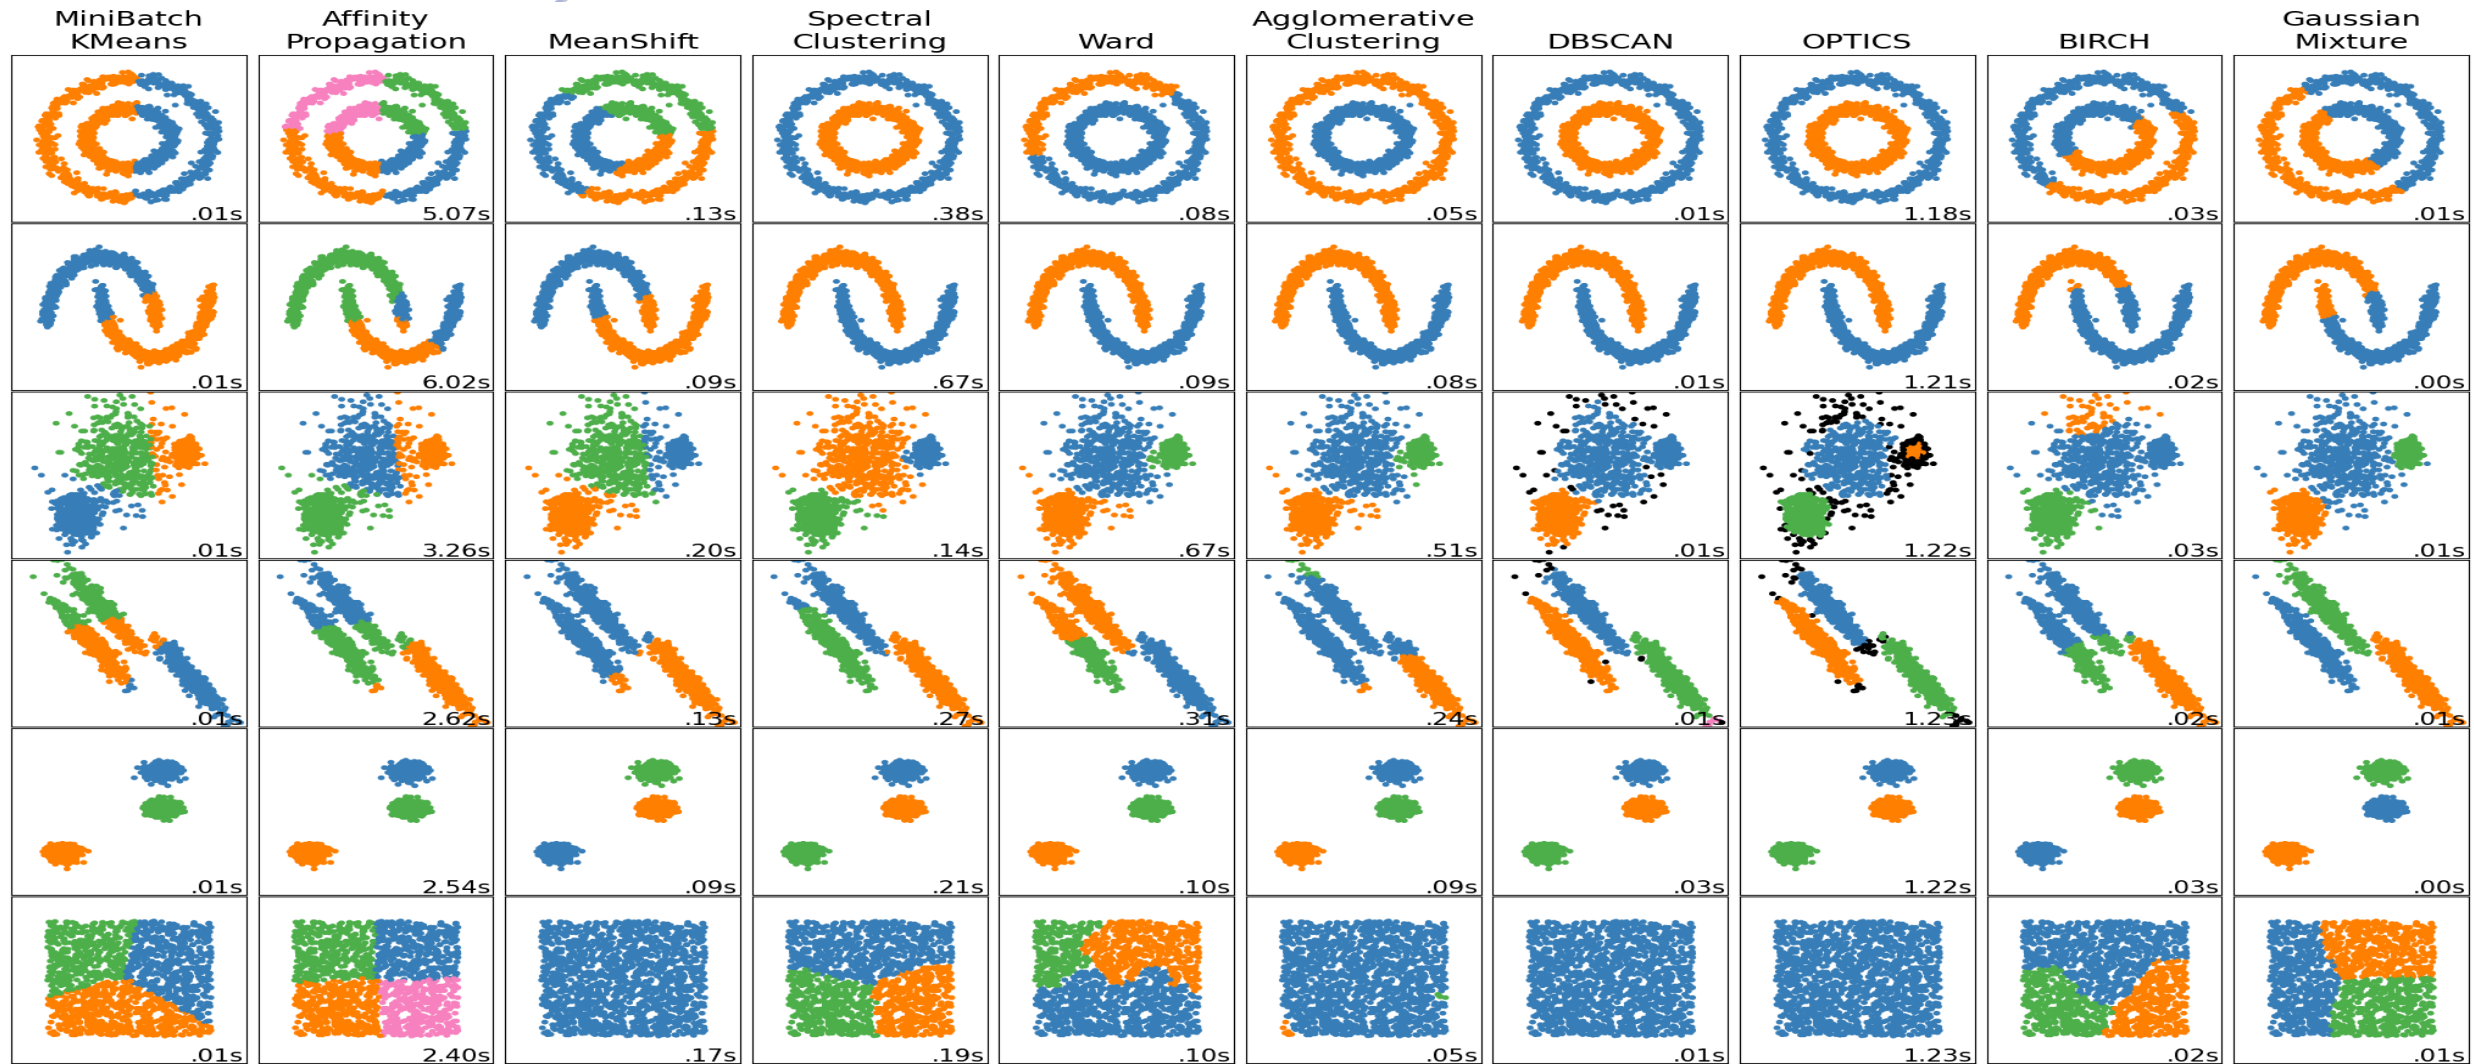 MiniBatch
KMeans
Affinity
Propagation
MeanShift
Spectral
Clustering
Ward
Agglomerative
Clustering
DBSCAN
OPTICS
BIRCH
Gaussian
Mixture
.01s
5.07s
.13s
.38s
.08s
.05s
.01s
1.18s
.03s
.01s
.01s
6.02s
.09s
.67s
.09s
.08s
.01s
1.21s
.02s
.00s
.01s
3.26s
.20s
.14s
.67s
.51s
.01s
1.22s
.03s
.01s
.01s
2.62s
.13s
.27s
.31s
.24s
.01s
1.23s
.02s
.01s
.01s
2.54s
.09s
.21s
.10s
.09s
.03s
1.22s
.03s
.00s
.01s
2.40s
.17s
.19s
.10s
.05s
.01s
1.23s
.02s
.01s